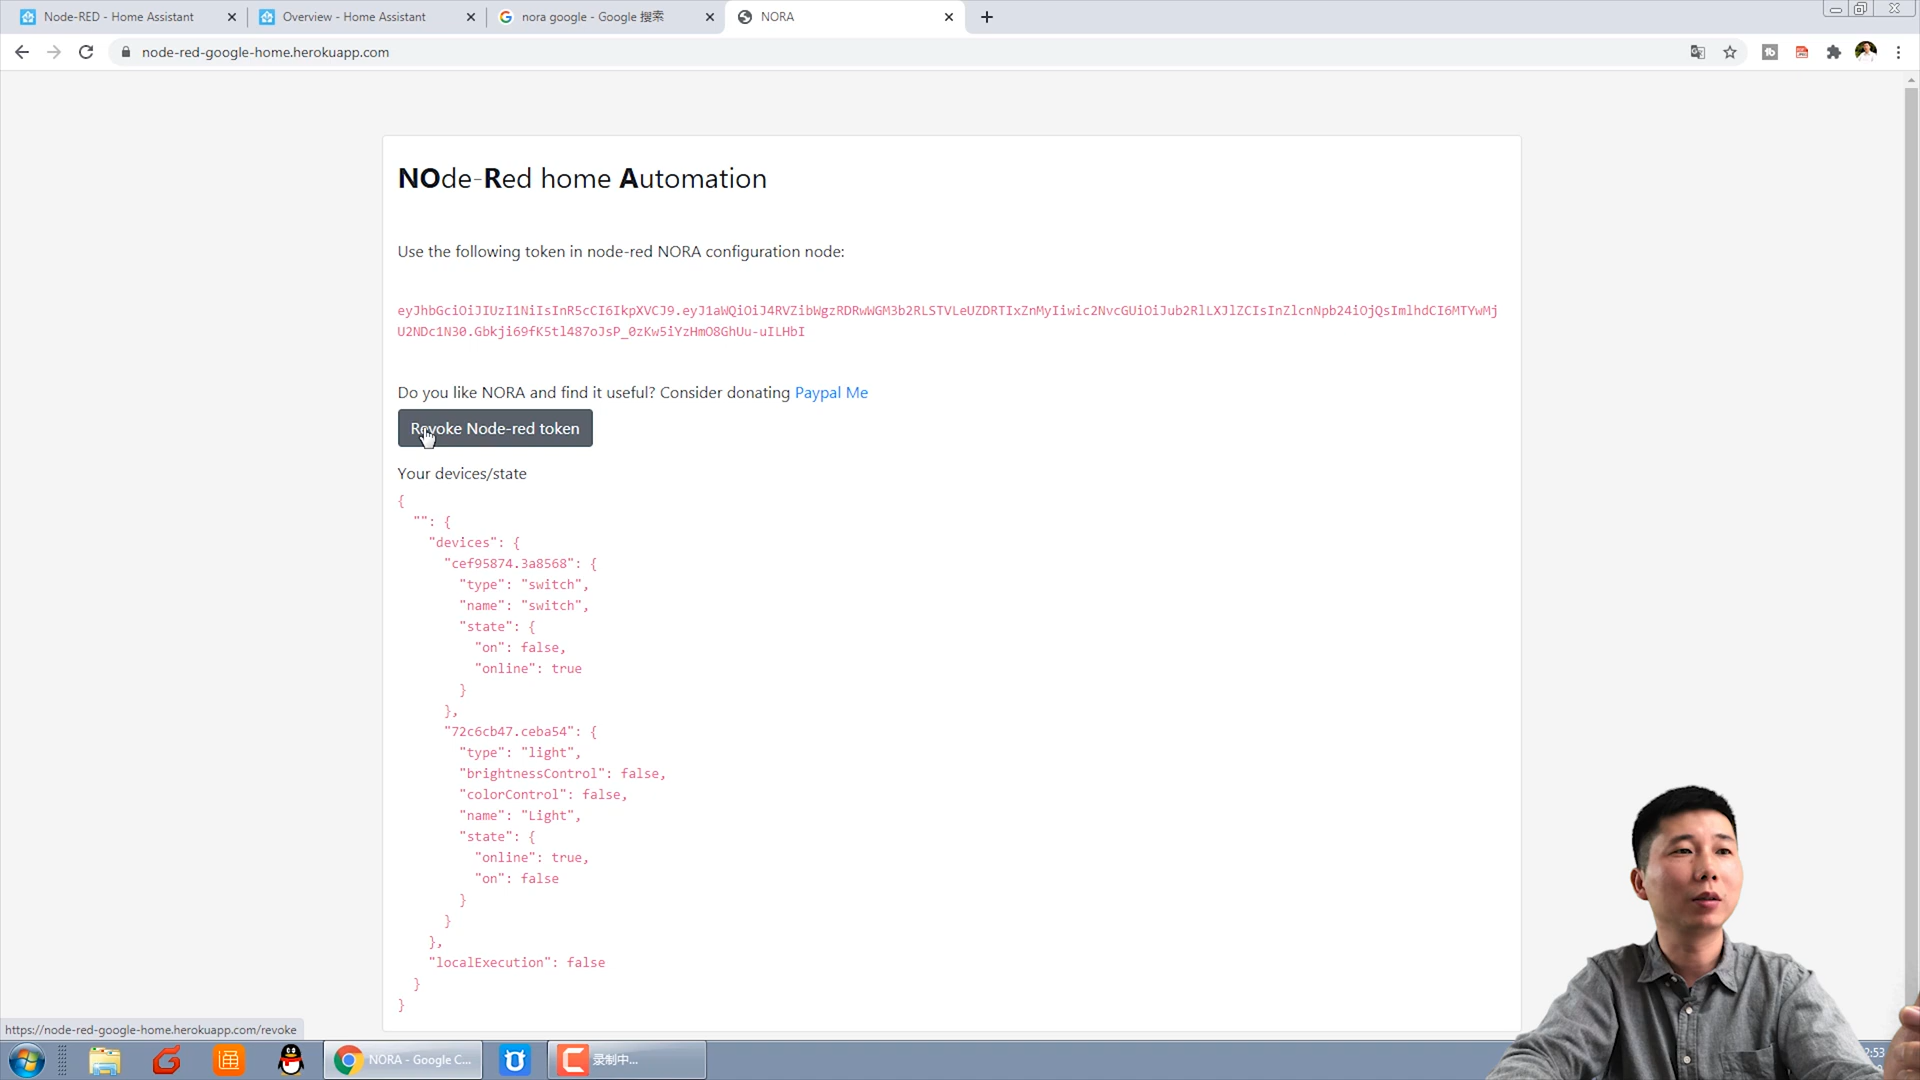 Node-RED - Home Assistant
Overview - Home Assistant
nora google - Google 搜索
NORA
node-red-google-home.herokuapp.com
NOde-Red home Automation
Use the following token in node-red NORA configuration node:
eyJhbGciOiJIUzI1NiIsInR5cCI6IkpXVCJ9.eyJ1aWQiOiJ4RVZibWgzRDRwWGM3b2RLSTVLeUZDRTIxZnMyIiwic2NvcGUiOiJub2RlLXJlZCIsInZlcnNpb24iOjQsImlhdCI6MTYwMj
U2NDc1N30.Gbkji69fK5tl487oJsP_0zKw5iYzHmO8GhUu-uILHbI
Do you like NORA and find it useful? Consider donating Paypal Me
Revoke Node-red token
Your devices/state
{
"": {
"devices": {
"cef95874.3a8568": {
"type": "switch",
"name": "switch",
"state": {
"on": false,
"online": true
}
},
"72c6cb47.ceba54": {
"type": "light",
"brightnessControl": false,
"colorControl": false,
"name": "Light",
"state": {
"online": true,
"on": false
}
}
},
"localExecution": false
}
}
https://node-red-google-home.herokuapp.com/revoke
NORA - Google C...
录制中...